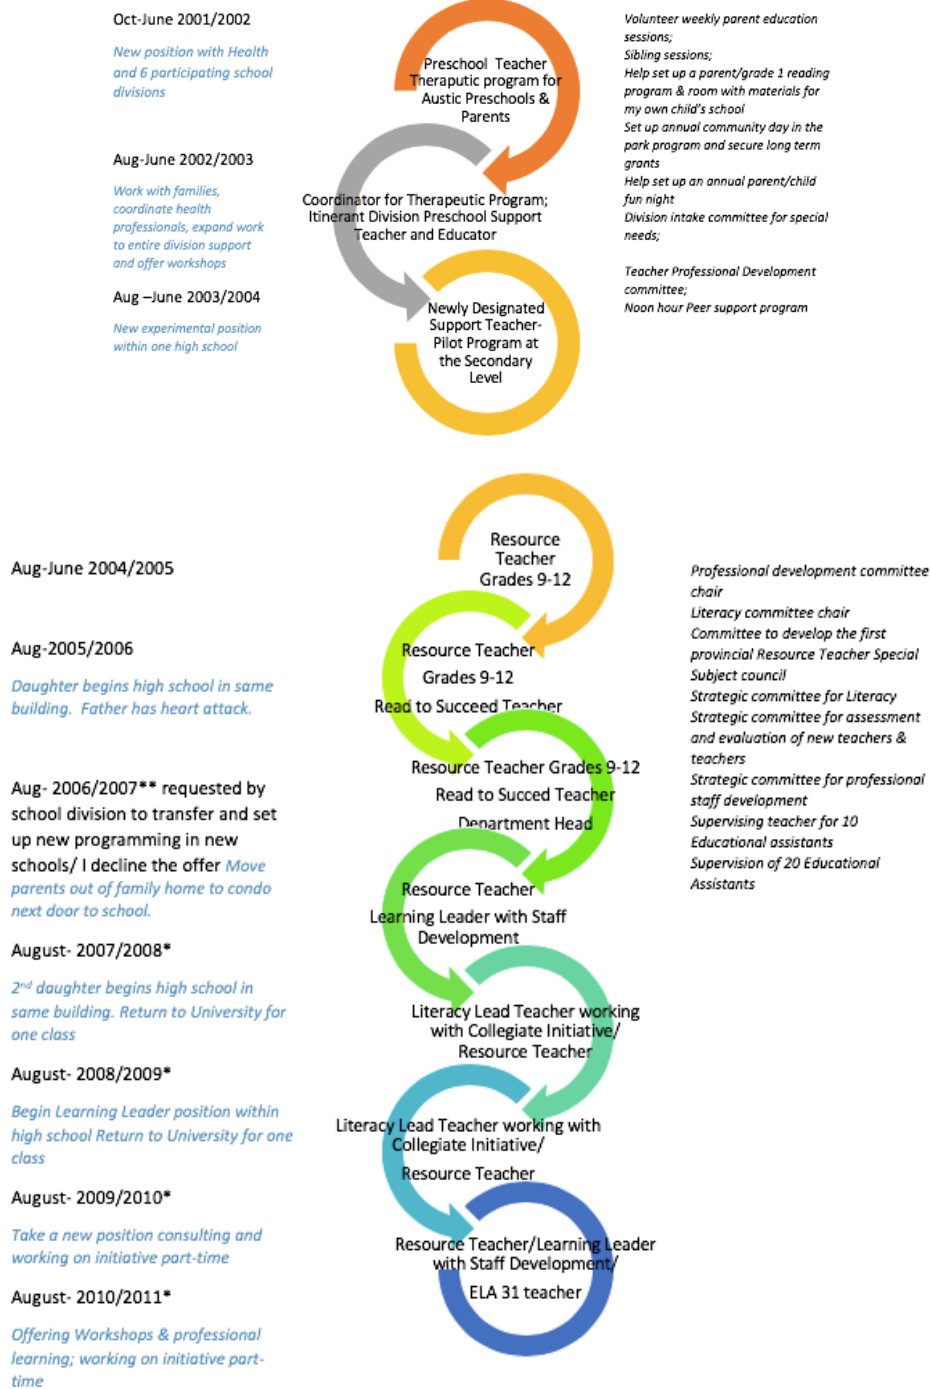 Oct-June 2001/2002
New position with Health
and 6 participating school
divisions
Aug-June 2002/2003
Work with families,
coordinate health
professionals, expand work
to entire division support
and offer workshops
Aug –June 2003/2004
New experimental position
within one high school
Preschool Teacher
Theraputic program for
Austic Preschools &
Parents
Coordinator for Therapeutic Program;
Itinerant Division Preschool Support
Teacher and Educator
Newly Designated
Support Teacher-
Pilot Program at
the Secondary
Level
Volunteer weekly parent education
sessions;
Sibling sessions;
Help set up a parent/grade 1 reading
program & room with materials for
my own child's school
Set up annual community day in the
park program and secure long term
grants
Help set up an annual parent/child
fun night
Division intake committee for special
needs;
Teacher Professional Development
committee;
Noon hour Peer support program
Aug-June 2004/2005
Aug-2005/2006
Daughter begins high school in same
building. Father has heart attack.
Aug- 2006/2007** requested by
school division to transfer and set
up new programming in new
schools/ I decline the offer Move
parents out of family home to condo
next door to school.
August- 2007/2008*
2nd daughter begins high school in
same building. Return to University for
one class
August- 2008/2009*
Begin Learning Leader position within
high school Return to University for one
class
August- 2009/2010*
Take a new position consulting and
working on initiative part-time
August- 2010/2011*
Offering Workshops & professional
learning; working on initiative part-
time
Resource
Teacher
Grades 9-12
Resource Teacher
Grades 9-12
Read to Succeed Teacher
Resource Teacher Grades 9-12
Read to Succed Teacher
Department Head
Resource Teacher
Learning Leader with Staff
Development
Literacy Lead Teacher working
with Collegiate Initiative/
Resource Teacher
Literacy Lead Teacher working with
Collegiate Initiative/
Resource Teacher
Resource Teacher/Learning Leader
with Staff Development/
ELA 31 teacher
Professional development committee
chair
Literacy committee chair
Committee to develop the first
provincial Resource Teacher Special
Subject council
Strategic committee for Literacy
Strategic committee for assessment
and evaluation of new teachers &
teachers
Strategic committee for professional
staff development
Supervising teacher for 10
Educational assistants
Supervision of 20 Educational
Assistants